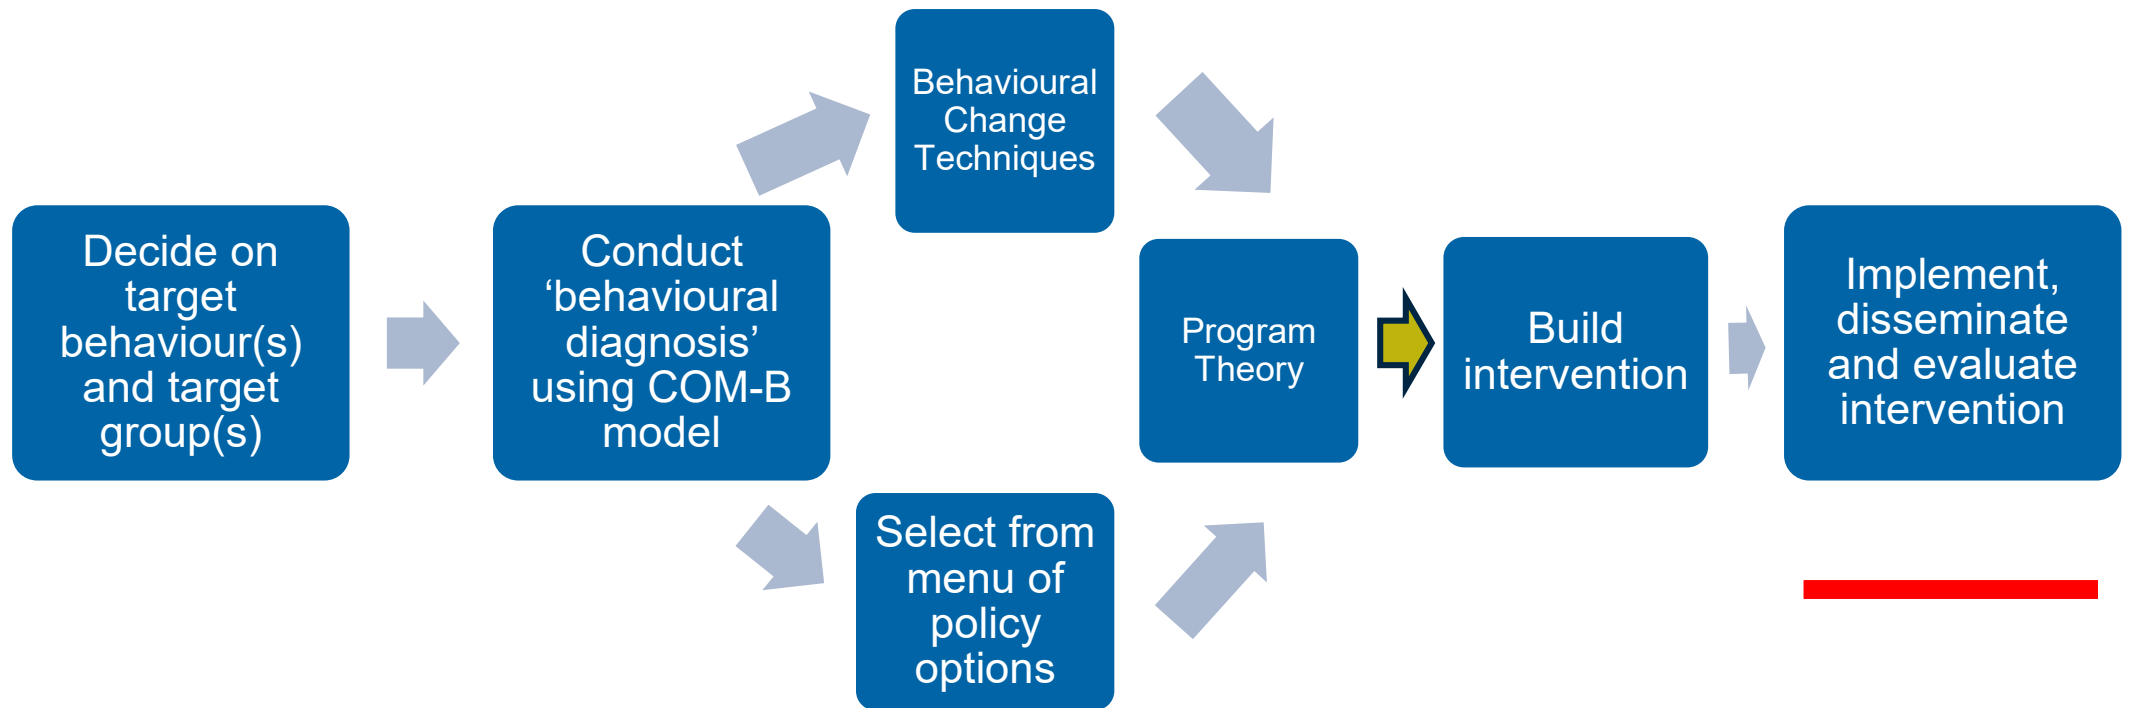 Decide on
target
behaviour(s)
and target
group(s)
Conduct
‘behavioural
diagnosis’
using COM-B
model
Behavioural
Change
Techniques
Select from
menu of
policy
options
Program
Theory
Build
intervention
Implement,
disseminate
and evaluate
intervention